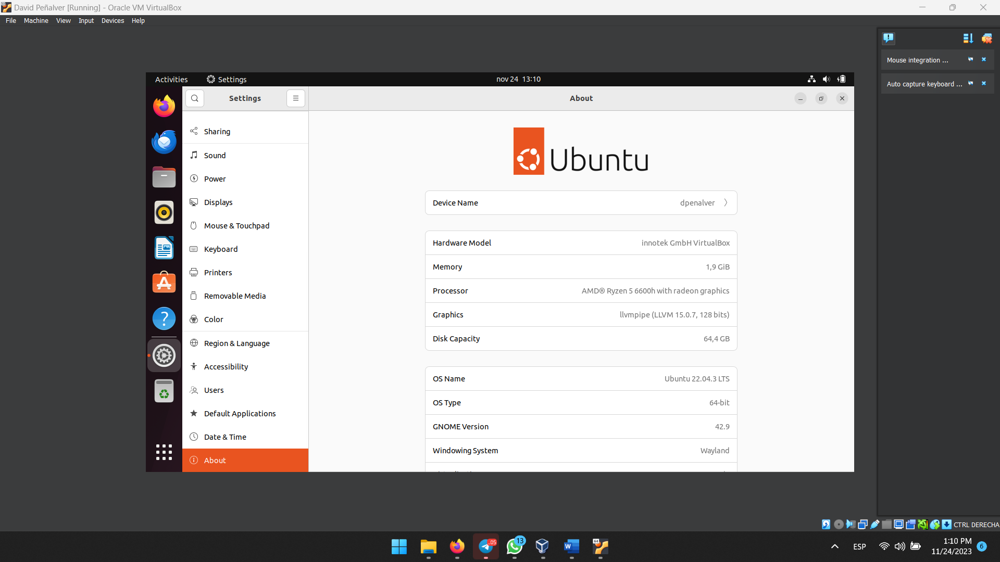 David Peñalver [Running] - Oracle VM VirtualBox
File Machine View Input Devices Help
Mouse integration ...
Auto capture keyboard ...
Activities Settings nov 24 13:10
Settings About
Sharing
Sound
Power
Displays
Mouse & Touchpad
Keyboard
Printers
Removable Media
Color
Region & Language
Accessibility
Users
Default Applications
Date & Time
About
Ubuntu
Device Name dpenalver
Hardware Model innotek GmbH VirtualBox
Memory 1,9 GiB
Processor AMD® Ryzen 5 6600h with radeon graphics
Graphics llvmpipe (LLVM 15.0.7, 128 bits)
Disk Capacity 64,4 GB
OS Name Ubuntu 22.04.3 LTS
OS Type 64-bit
GNOME Version 42.9
Windowing System Wayland
CTRL DERECHA
..05 13 W 64
ESP 1:10 PM 6
11/24/2023